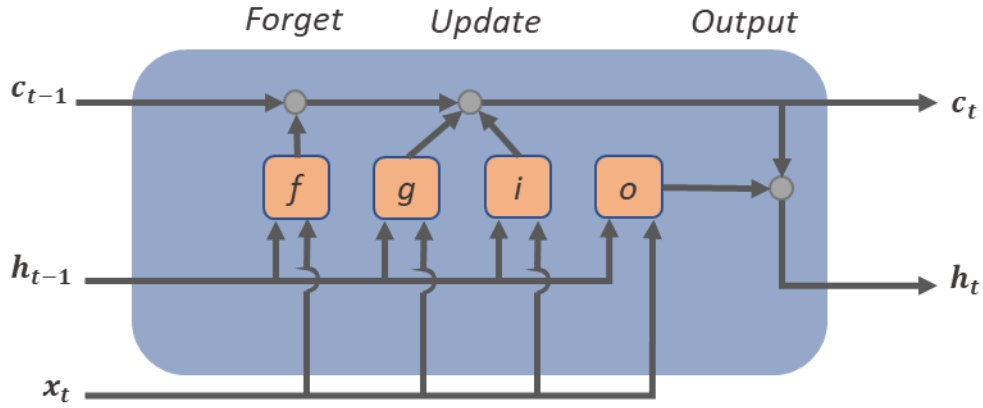 Forget Update Output
c_{t−1} c_t
f g i o
h_{t−1} h_t
x_t